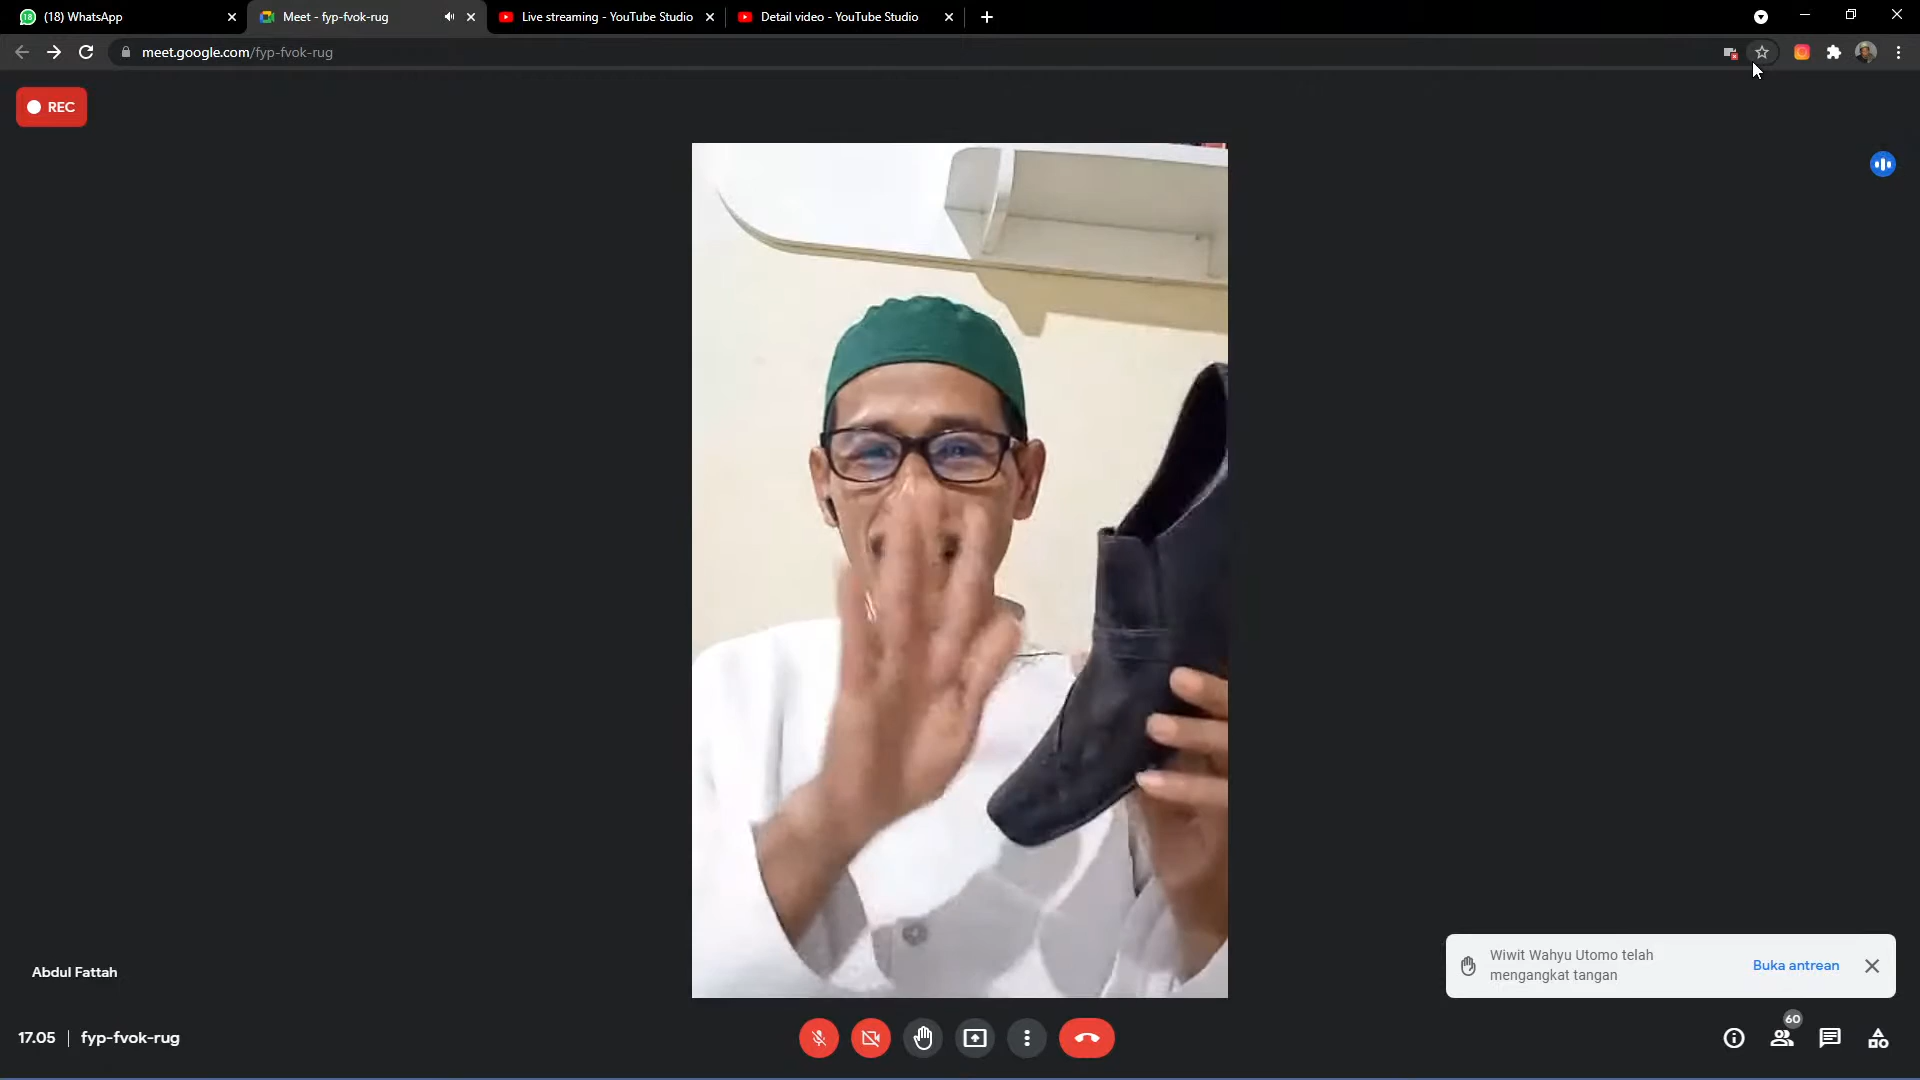 (18) WhatsApp
Meet - fyp-fvok-rug
Live streaming - YouTube Studio
Detail video - YouTube Studio
meet.google.com/fyp-fvok-rug
REC
Abdul Fattah
Wiwit Wahyu Utomo telah
mengangkat tangan
Buka antrean
17.05 | fyp-fvok-rug
60